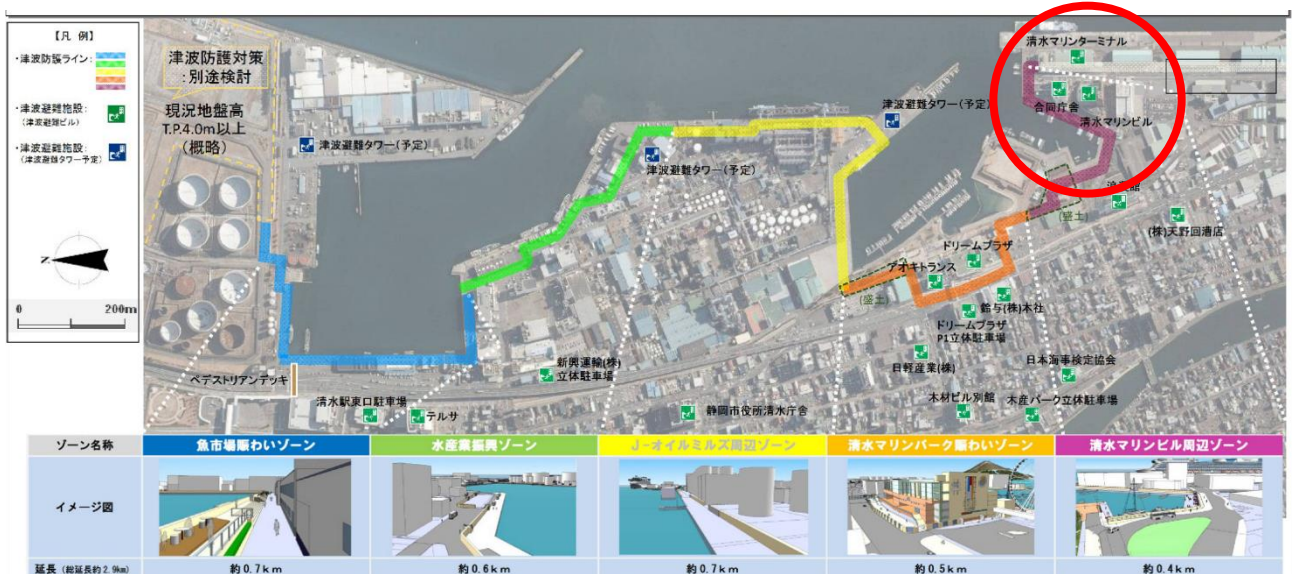 【凡 例】
・津波防護ライン:
・津波避難施設:
(津波避難ビル)
・津波避難施設:
(津波避難タワー予定)
N
0 200m
津波防護対策
:別途検討
現況地盤高
T.P.4.0m以上
(概略)
津波避難タワー(予定)
津波避難タワー(予定)
津波避難タワー(予定)
清水マリンターミナル
合同庁舎
清水マリンビル
(盛土)
(株)天野回漕店
ドリームプラザ
アオキトランス
(盛土)
鈴与(株)本社
ドリームプラザ
P1立体駐車場
日軽産業(株)
日本海事検定協会
木材ビル別館
木産パーク立体駐車場
新興運輸(株)
立体駐車場
静岡市役所清水庁舎
ペデストリアンデッキ
清水駅東口駐車場
テルサ
ゾーン名称 魚市場賑わいゾーン 水産業振興ゾーン J-オイルミルズ周辺ゾーン 清水マリンパーク賑わいゾーン 清水マリンビル周辺ゾーン
イメージ図
延長(総延長約2.9km) 約0.7km 約0.6km 約0.7km 約0.5km 約0.4km